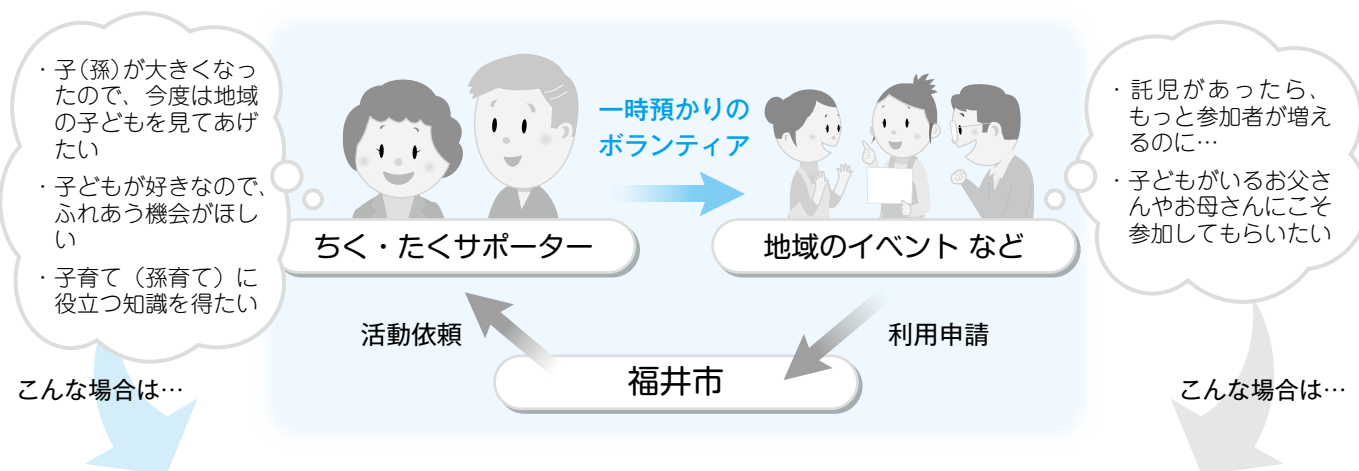 ・子(孫)が大きくなっ
たので、今度は地域
の子どもを見てあげ
たい
・子どもが好きなので、
ふれあう機会がほし
い
・子育て（孫育て）に
役立つ知識を得たい
こんな場合は…
一時預かりの
ボランティア
ちく・たくサポーター
地域のイベント など
活動依頼
利用申請
福井市
・託児があったら、
もっと参加者が増え
るのに…
・子どもがいるお父さ
んやお母さんにこそ
参加してもらいたい
こんな場合は…